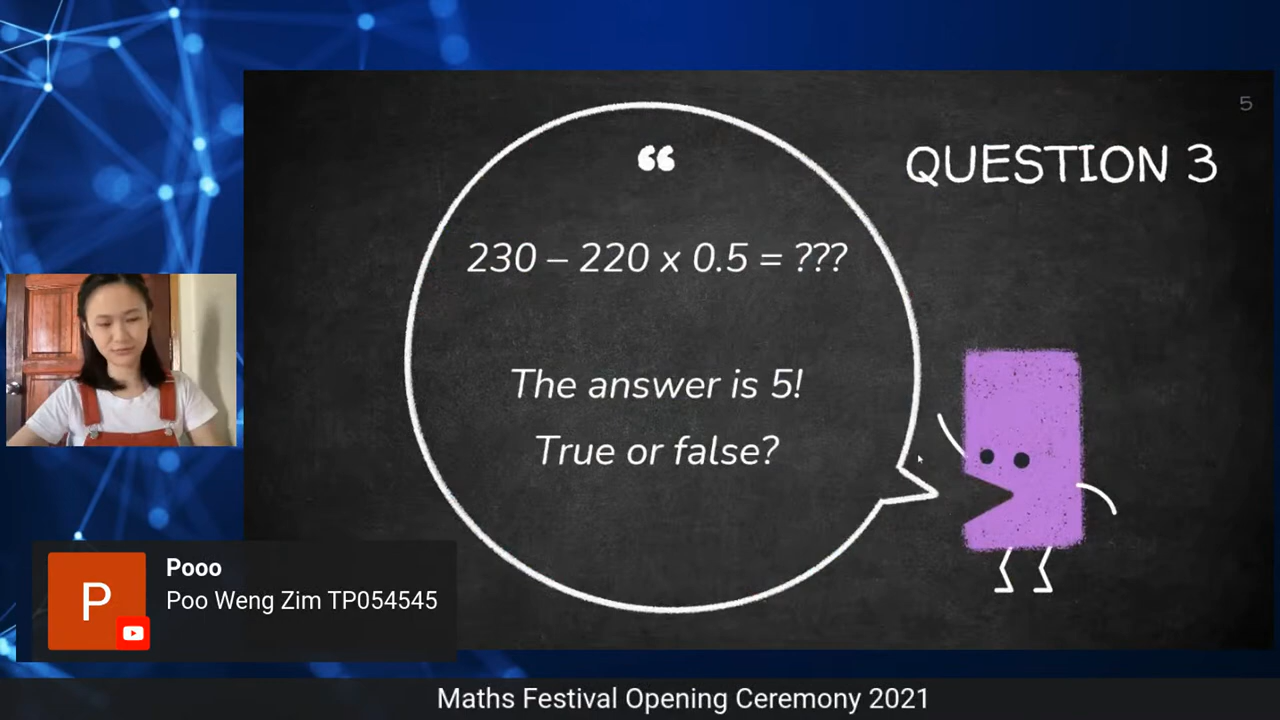 5
QUESTION 3
“
230 – 220 x 0.5 = ???
The answer is 5!
True or false?
P
Pooo
Poo Weng Zim TP054545
Maths Festival Opening Ceremony 2021